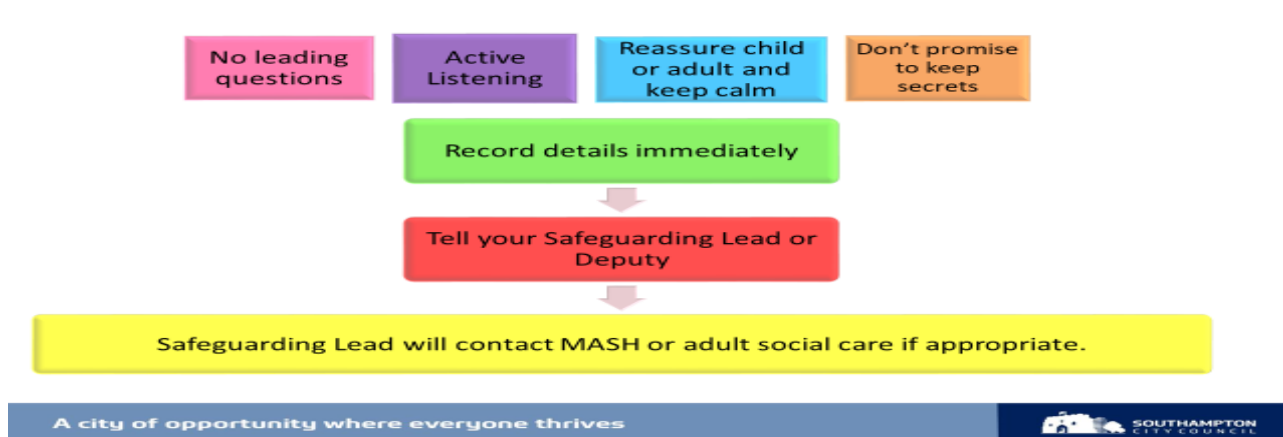 No leading
questions
Active
Listening
Reassure child
or adult and
keep calm
Don't promise
to keep
secrets
Record details immediately
Tell your Safeguarding Lead or
Deputy
Safeguarding Lead will contact MASH or adult social care if appropriate.
A city of opportunity where everyone thrives
SOUTHAMPTON
CITY COUNCIL